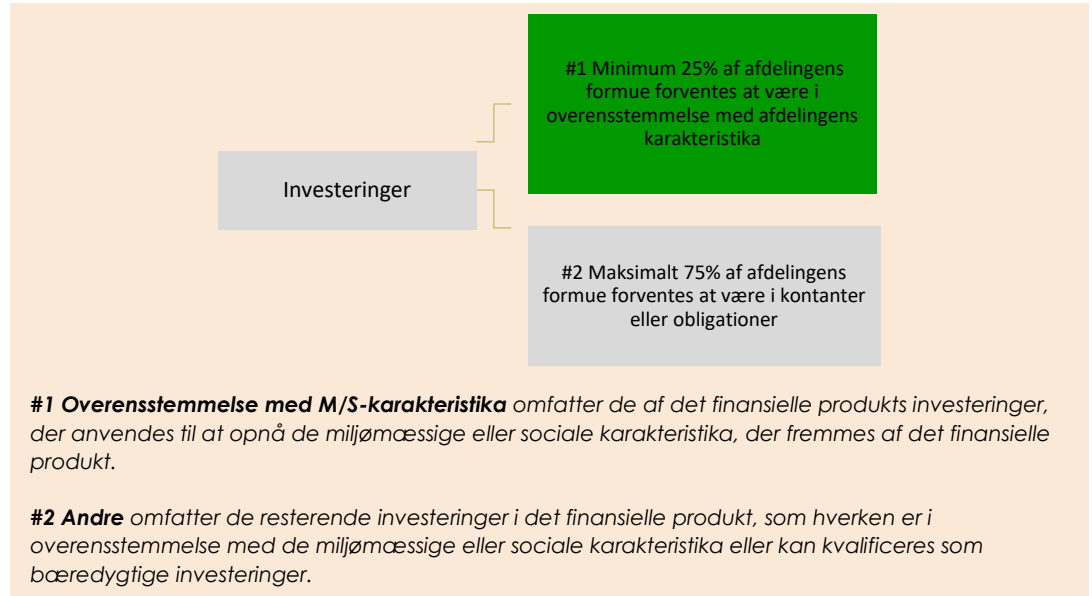 #1 Minimum 25% af afdelingens
formue forventes at være i
overensstemmelse med afdelingens
karakteristika
Investeringer
#2 Maksimalt 75% af afdelingens
formue forventes at være i kontanter
eller obligationer
#1 Overensstemmelse med M/S-karakteristika omfatter de af det finansielle produkts investeringer,
der anvendes til at opnå de miljømæssige eller sociale karakteristika, der fremmes af det finansielle
produkt.
#2 Andre omfatter de resterende investeringer i det finansielle produkt, som hverken er i
overensstemmelse med de miljømæssige eller sociale karakteristika eller kan kvalificeres som
bæredygtige investeringer.